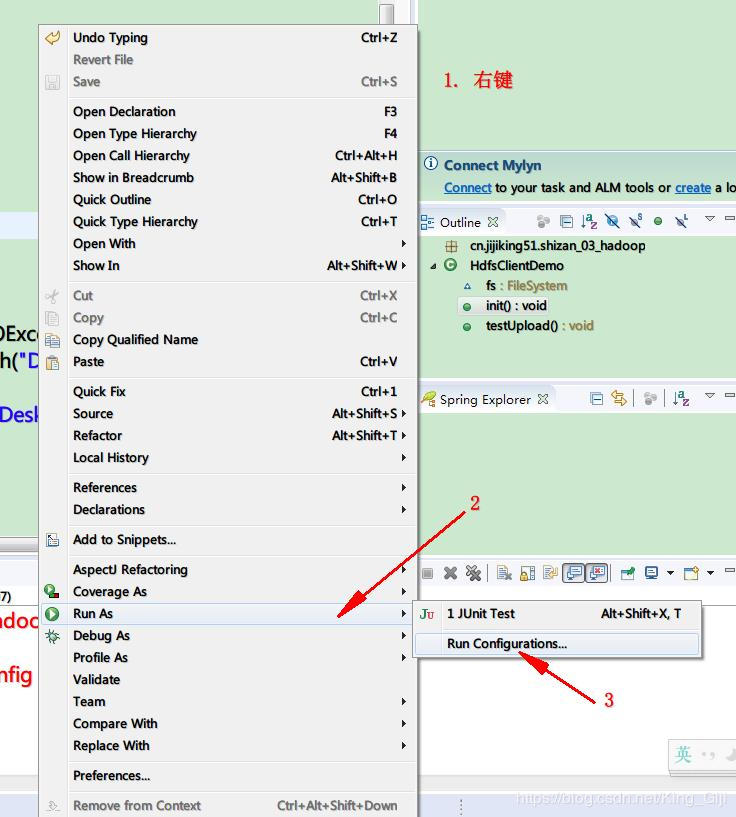 Undo Typing Ctrl+Z
Revert File
Save Ctrl+S
Open Declaration F3
Open Type Hierarchy F4
Open Call Hierarchy Ctrl+Alt+H
Show in Breadcrumb Alt+Shift+B
Quick Outline Ctrl+O
Quick Type Hierarchy Ctrl+T
Open With
Show In Alt+Shift+W
Cut Ctrl+X
Copy Ctrl+C
Copy Qualified Name
Paste Ctrl+V
Quick Fix Ctrl+1
Source Alt+Shift+S
Refactor Alt+Shift+T
Local History
References
Declarations
Add to Snippets...
AspectJ Refactoring
Coverage As
Run As
Debug As
Profile As
Validate
Team
Compare With
Replace With
Preferences...
Remove from Context Ctrl+Alt+Shift+Down
1 JUnit Test Alt+Shift+X, T
Run Configurations...
1. 右键
2
3
Connect Mylyn
Connect to your task and ALM tools or create a lo
Outline
cn.jijiking51.shizan_03_hadoop
HdfsClientDemo
fs : FileSystem
init() : void
testUpload() : void
Spring Explorer
OExc
h("D
Desk
7)
adoo
nfig
英
https://blog.csdn.net/King_Giji